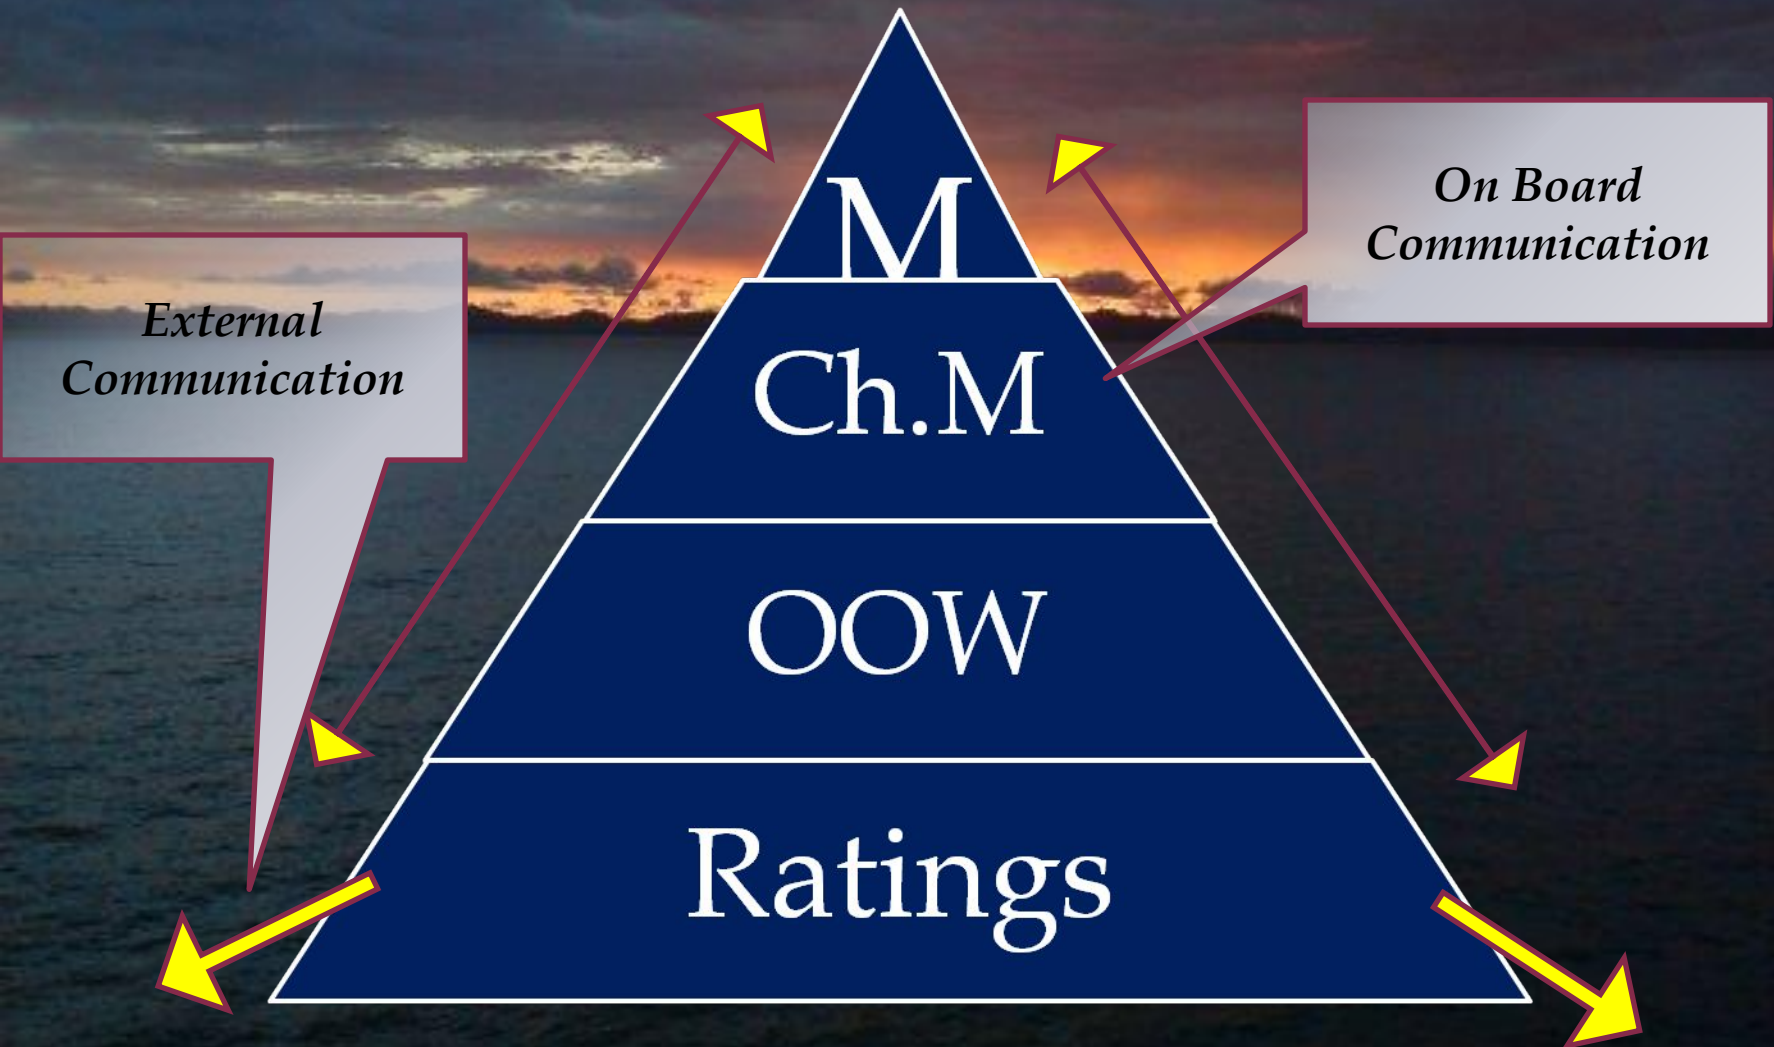 M
On Board
Communication
External
Communication
Ch.M
OOW
Ratings